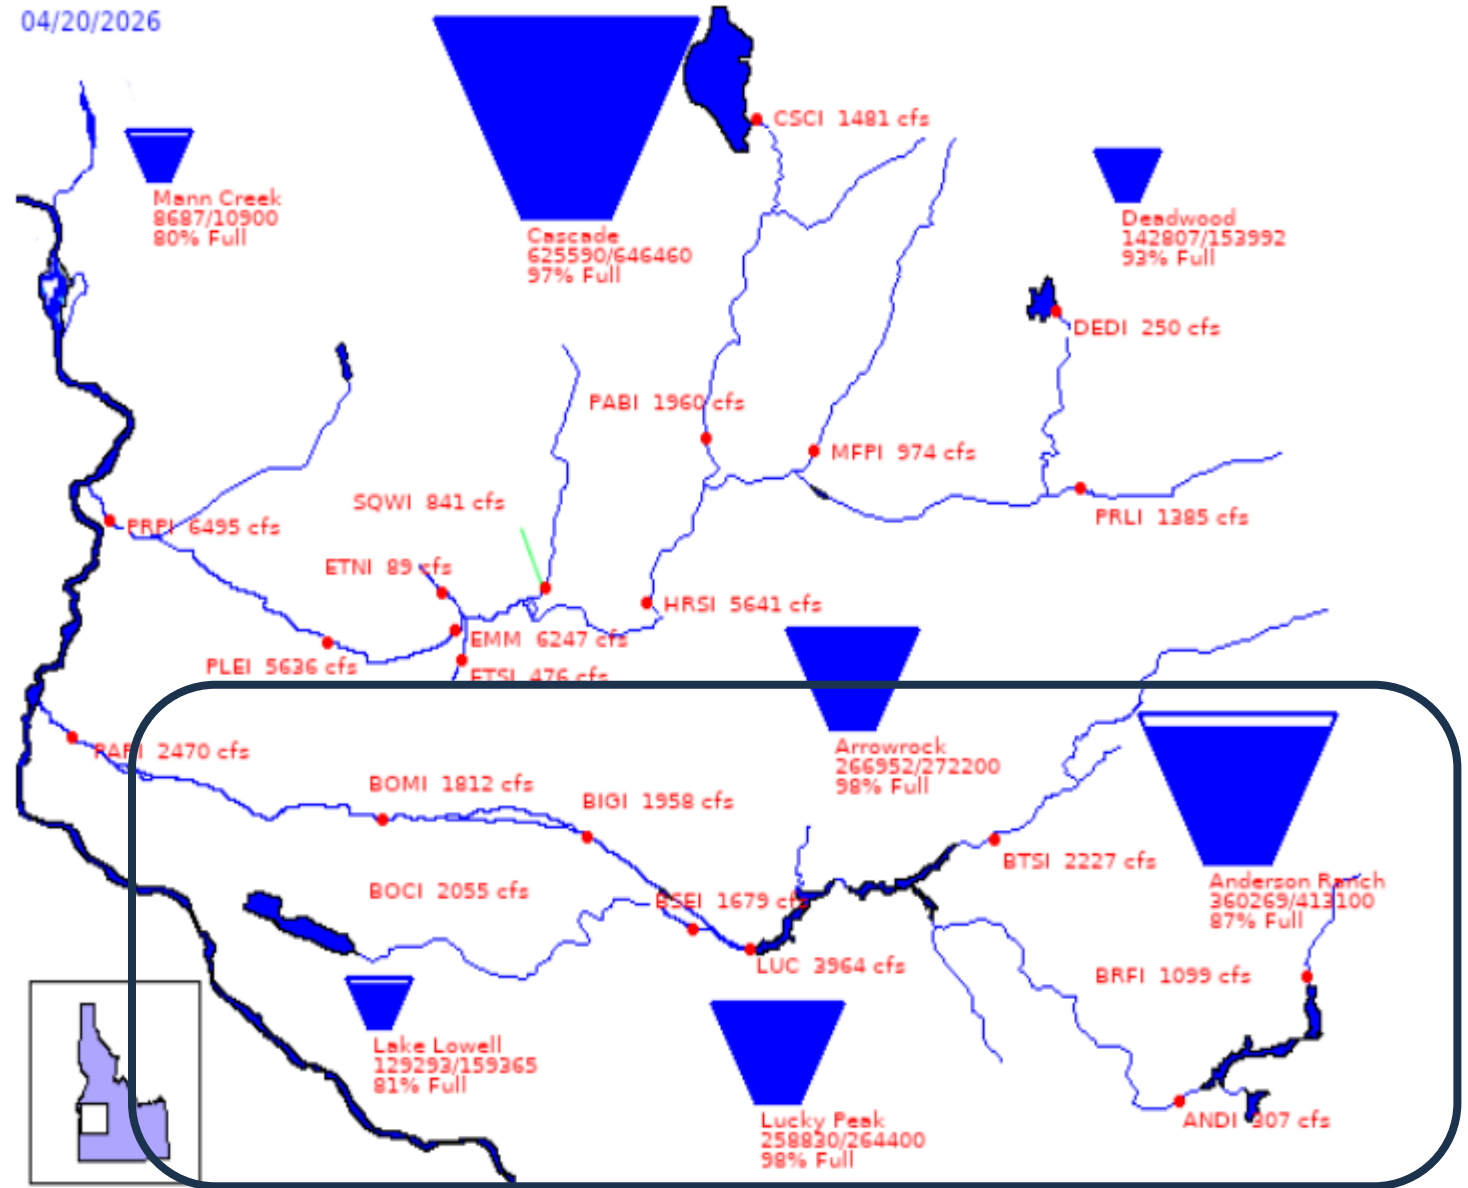 04/20/2026
CSCI 1481 cfs
Mann Creek
8687/10900
80% Full
Cascade
625590/646460
97% Full
Deadwood
142807/153992
93% Full
DEDI 250 cfs
PABI 1960 cfs
MFPI 974 cfs
SQWI 841 cfs
PRPI 6495 cfs
PRLI 1385 cfs
ETNI 89 cfs
HRSI 5641 cfs
EMM 6247 cfs
PLEI 5636 cfs
ETSI 476 cfs
PARI 2470 cfs
Arrowrock
266952/272200
98% Full
BOMI 1812 cfs
BIGI 1958 cfs
BTSI 2227 cfs
Anderson Ranch
360269/413100
87% Full
BOCI 2055 cfs
BSEI 1679 cfs
LUC 3964 cfs
BRFI 1099 cfs
Lake Lowell
129293/159365
81% Full
Lucky Peak
258830/264400
98% Full
ANDI 307 cfs